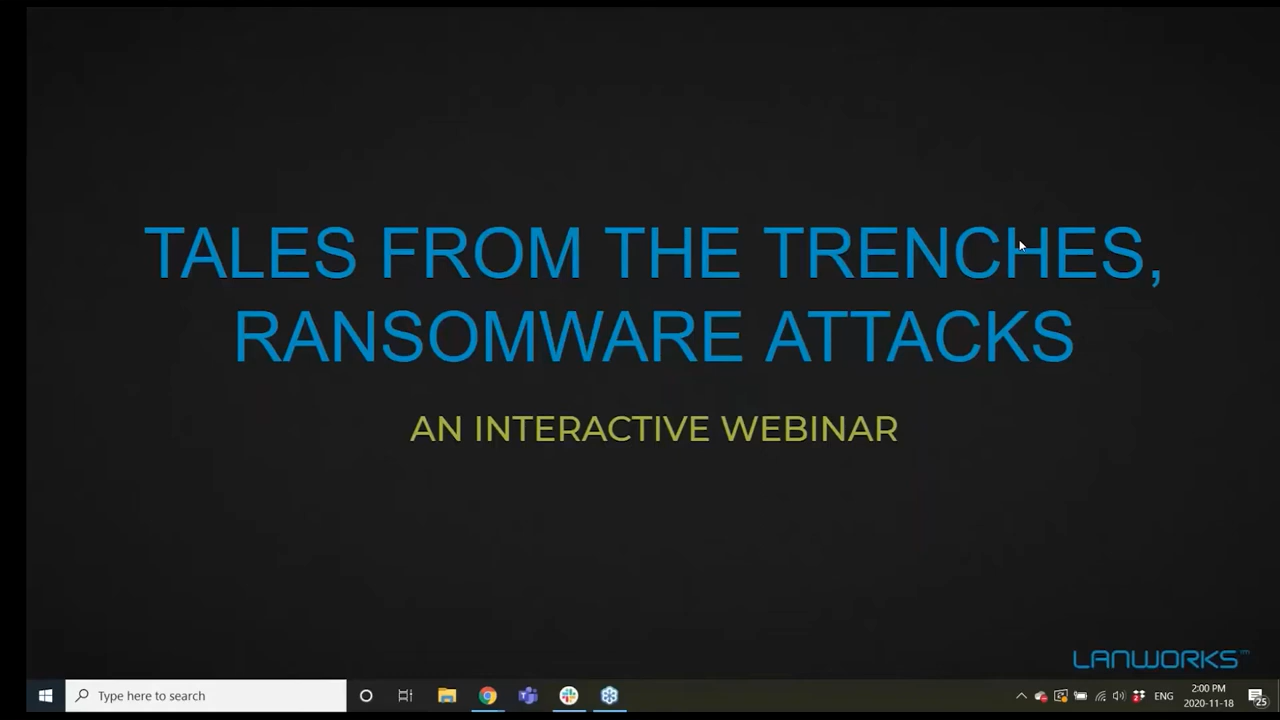 TALES FROM THE TRENCHES,
RANSOMWARE ATTACKS
AN INTERACTIVE WEBINAR
LANWORKS
Type here to search
ENG
2:00 PM
2020-11-18
25